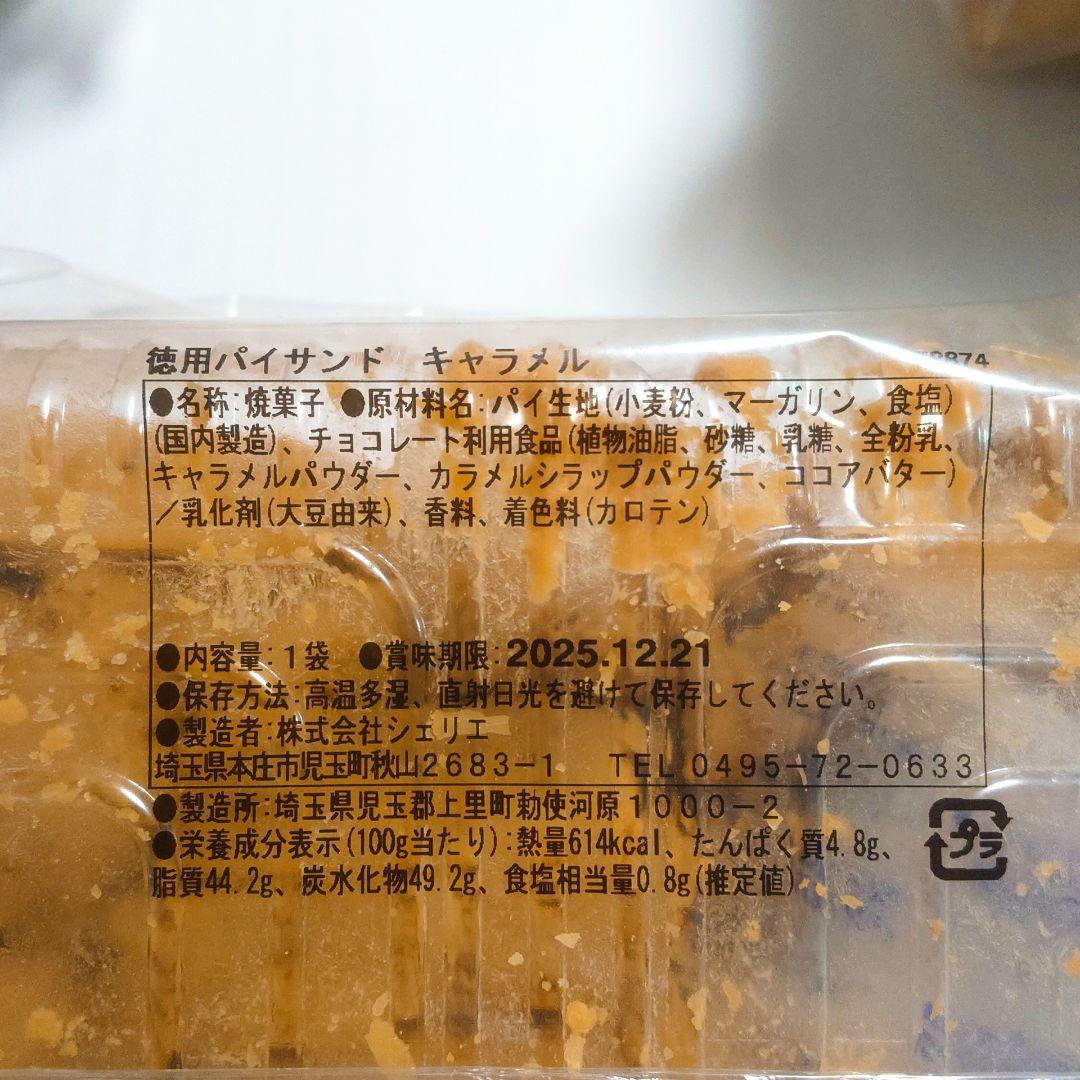 徳用パイサンド　キャラメル
●名称:焼菓子 ●原材料名:パイ生地(小麦粉、マーガリン、食塩)
(国内製造)、チョコレート利用食品(植物油脂、砂糖、乳糖、全粉乳、
キャラメルパウダー、カラメルシラップパウダー、ココアバター)
／乳化剤(大豆由来)、香料、着色料(カロテン)
●内容量:1袋 ●賞味期限:2025.12.21
●保存方法:高温多湿、直射日光を避けて保存してください。
●製造者:株式会社シェリエ
埼玉県本庄市児玉町秋山2683-1 TEL 0495-72-0633
●製造所:埼玉県児玉郡上里町勅使河原1000-2
●栄養成分表示(100g当たり):熱量614kcal、たんぱく質4.8g、
脂質44.2g、炭水化物49.2g、食塩相当量0.8g(推定値)
プラ